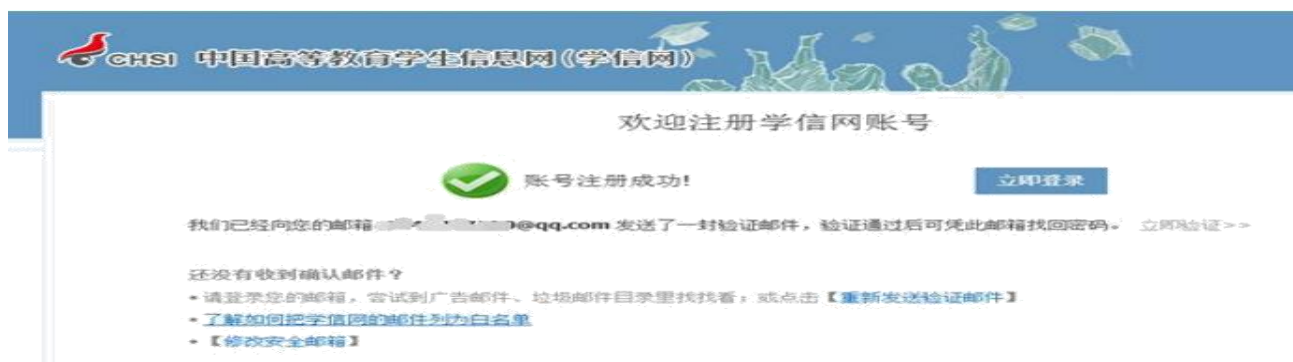 CHSI 中国高等教育学生信息网(学信网)
欢迎注册学信网账号
账号注册成功! 立即登录
我们已经向您的邮箱 0@qq.com 发送了一封验证邮件，验证通过后可凭此邮箱找回密码。 立即验证>>
还没有收到确认邮件？
•请登录您的邮箱，尝试到广告邮件、垃圾邮件目录里找找看；或点击【重新发送验证邮件】
•了解如何把学信网的邮件列为白名单
•【修改安全邮箱】